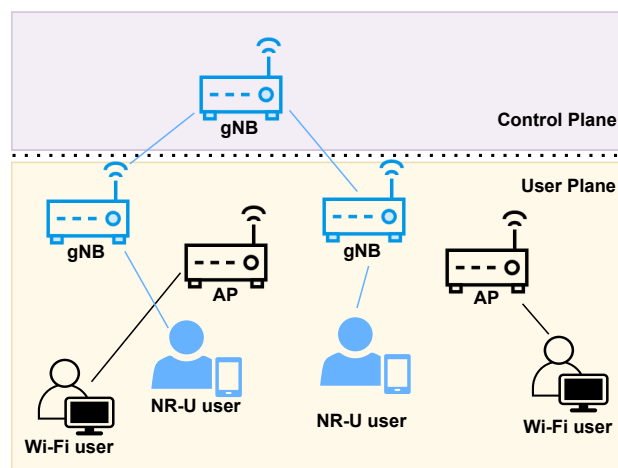 gNB
Control Plane
User Plane
gNB
AP
gNB
AP
NR-U user
NR-U user
Wi-Fi user
Wi-Fi user